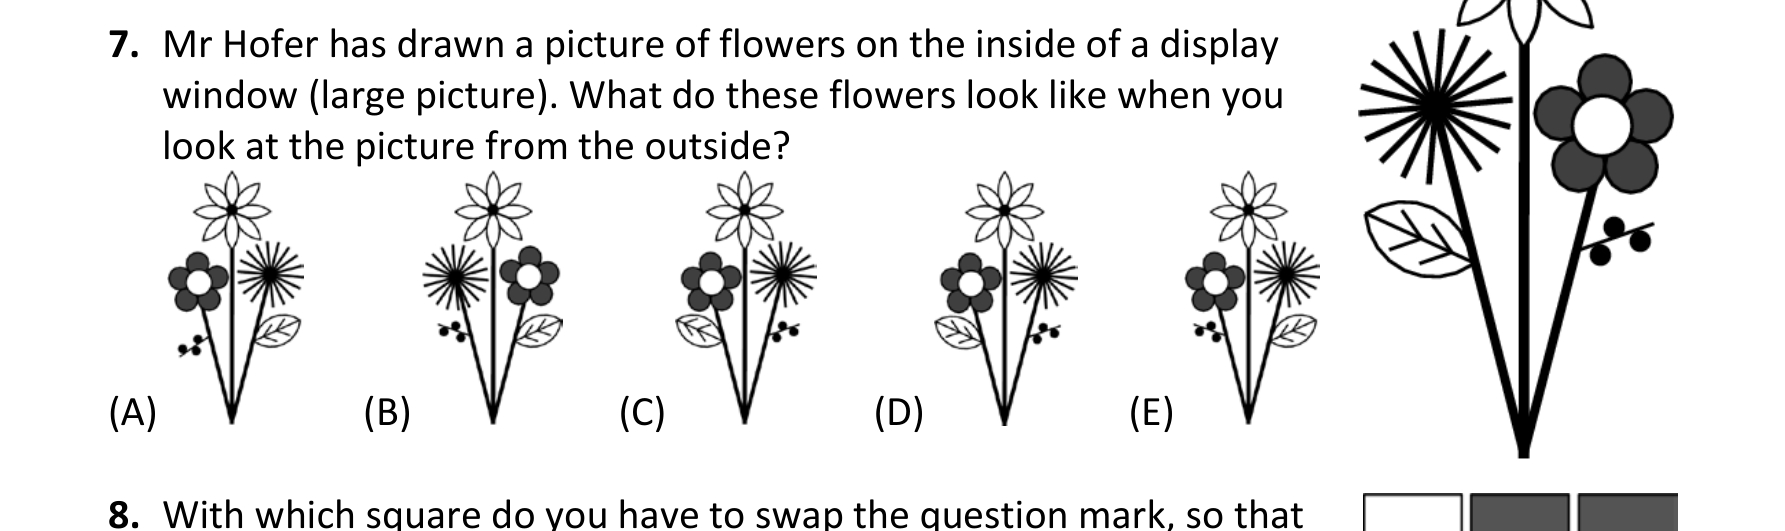 7. Mr Hofer has drawn a picture of flowers on the inside of a display
window (large picture). What do these flowers look like when you
look at the picture from the outside?
(A) (B) (C) (D) (E)
8. With which square do you have to swap the question mark, so that